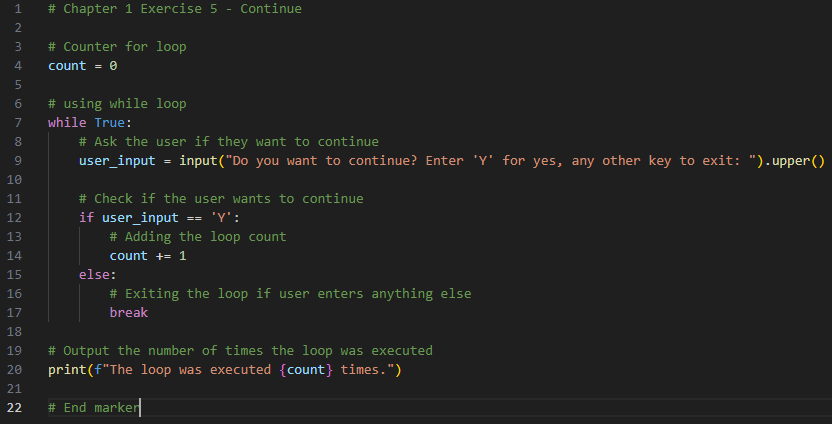 1 # Chapter 1 Exercise 5 - Continue
2
3 # Counter for loop
4 count = 0
5
6 # using while loop
7 while True:
8     # Ask the user if they want to continue
9     user_input = input("Do you want to continue? Enter 'Y' for yes, any other key to exit: ").upper()
10
11     # Check if the user wants to continue
12     if user_input == 'Y':
13         # Adding the loop count
14         count += 1
15     else:
16         # Exiting the loop if user enters anything else
17         break
18
19 # Output the number of times the loop was executed
20 print(f"The loop was executed {count} times.")
21
22 # End marker